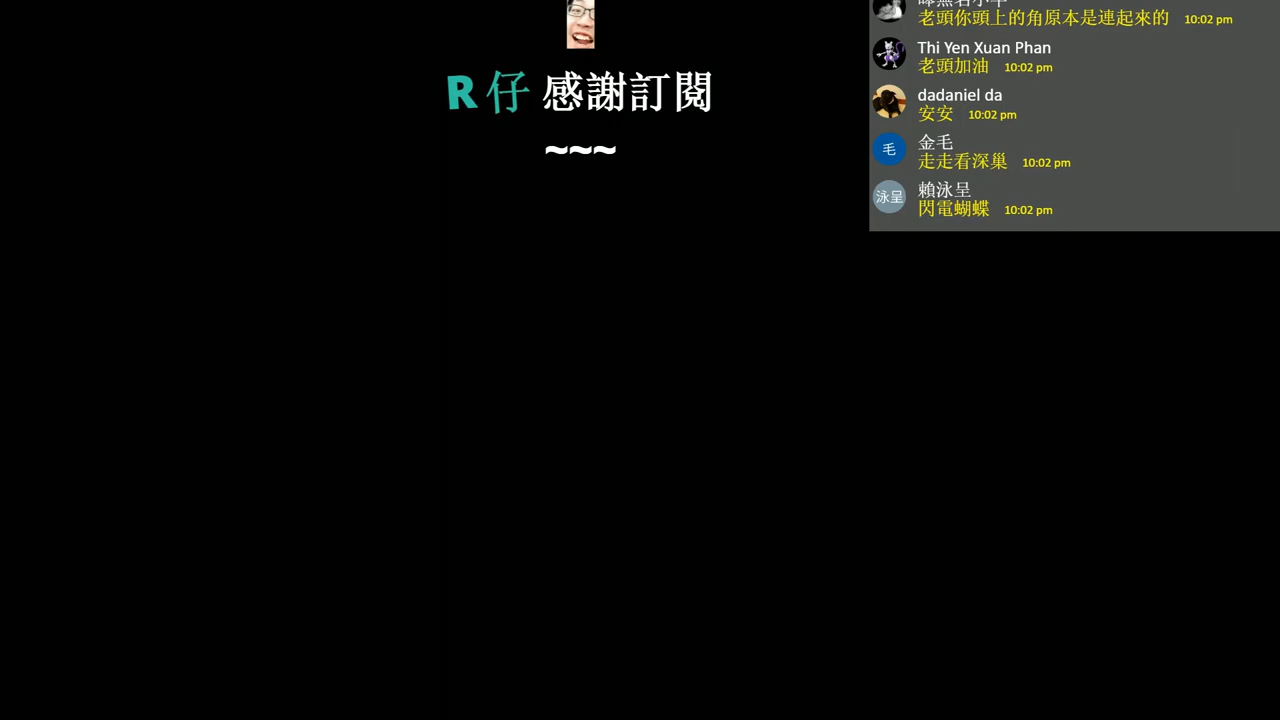 R 仔 感謝訂閱
~~~
老頭你頭上的角原本是連起來的 10:02 pm
Thi Yen Xuan Phan
老頭加油 10:02 pm
dadaniel da
安安 10:02 pm
毛
金毛
走走看深巢 10:02 pm
泳呈
賴泳呈
閃電蝴蝶 10:02 pm